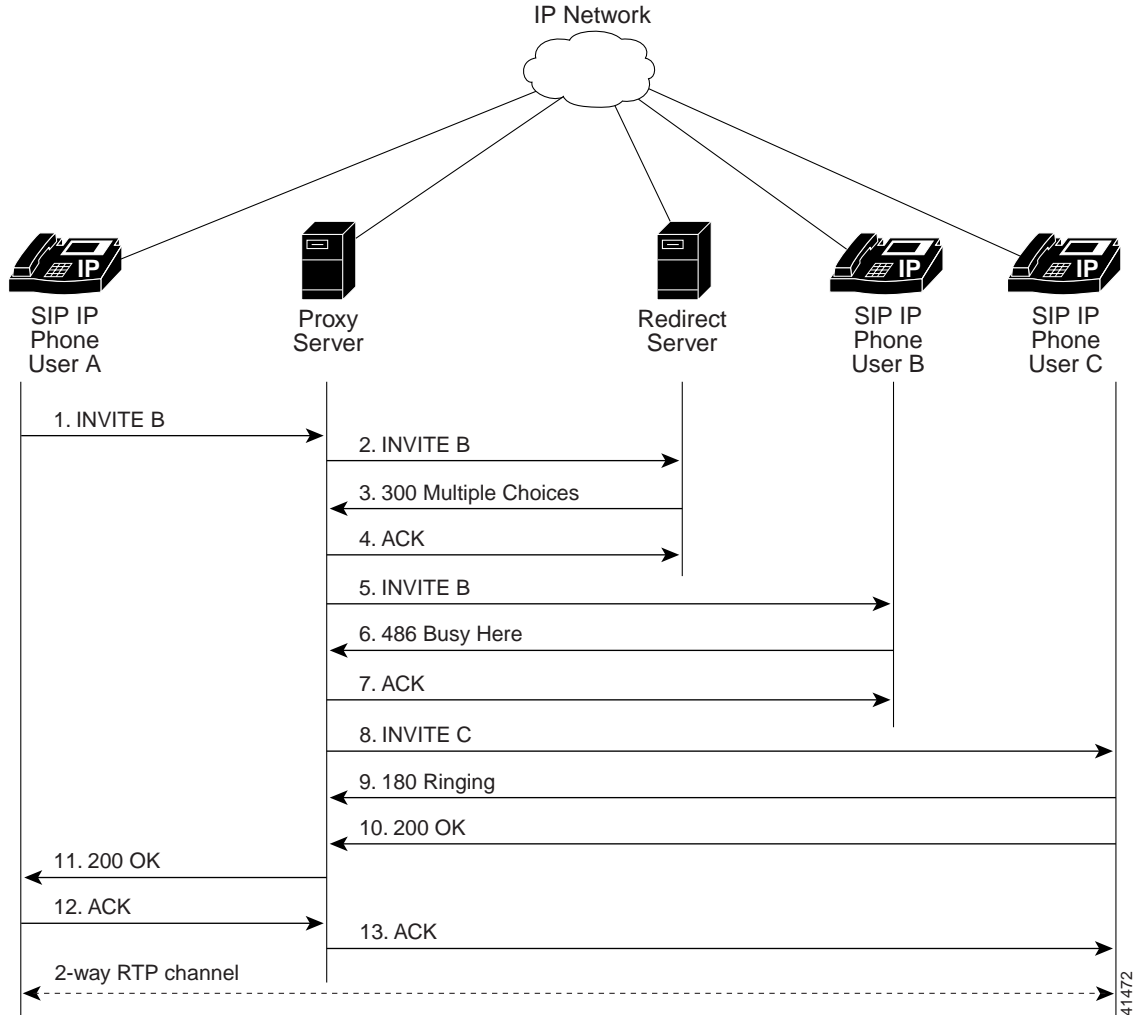 IP Network
IP
IP
IP
SIP IP
Phone
User A
Proxy
Server
Redirect
Server
SIP IP
Phone
User B
SIP IP
Phone
User C
1. INVITE B
2. INVITE B
3. 300 Multiple Choices
4. ACK
5. INVITE B
6. 486 Busy Here
7. ACK
8. INVITE C
9. 180 Ringing
10. 200 OK
11. 200 OK
12. ACK
13. ACK
2-way RTP channel
41472